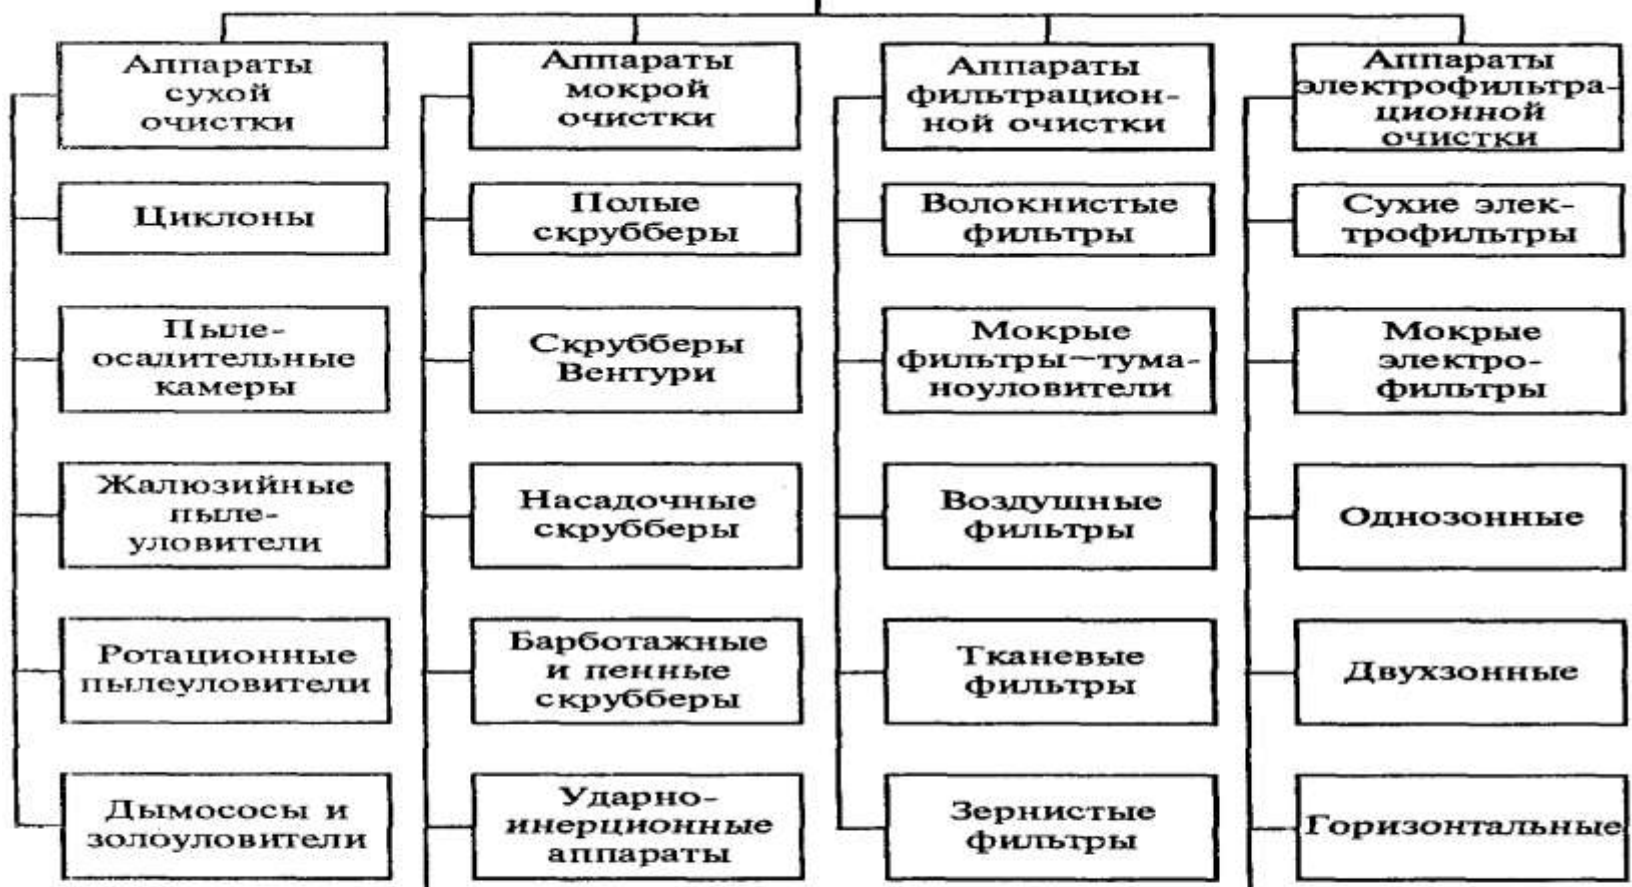 Аппараты
сухой
очистки
Циклоны
Пыле-
осадительные
камеры
Жалюзийные
пыле-
уловители
Ротационные
пылеуловители
Дымососы и
золоуловители
Аппараты
мокрой
очистки
Полые
скрубберы
Скрубберы
Вентури
Насадочные
скрубберы
Барботажные
и пенные
скрубберы
Ударно-
инерционные
аппараты
Аппараты
фильтрацион-
ной очистки
Волокнистые
фильтры
Мокрые
фильтры—тума-
ноуловители
Воздушные
фильтры
Тканевые
фильтры
Зернистые
фильтры
Аппараты
электрофильтра-
ционной
очистки
Сухие элек-
трофильтры
Мокрые
электро-
фильтры
Однозонные
Двухзонные
Горизонтальные